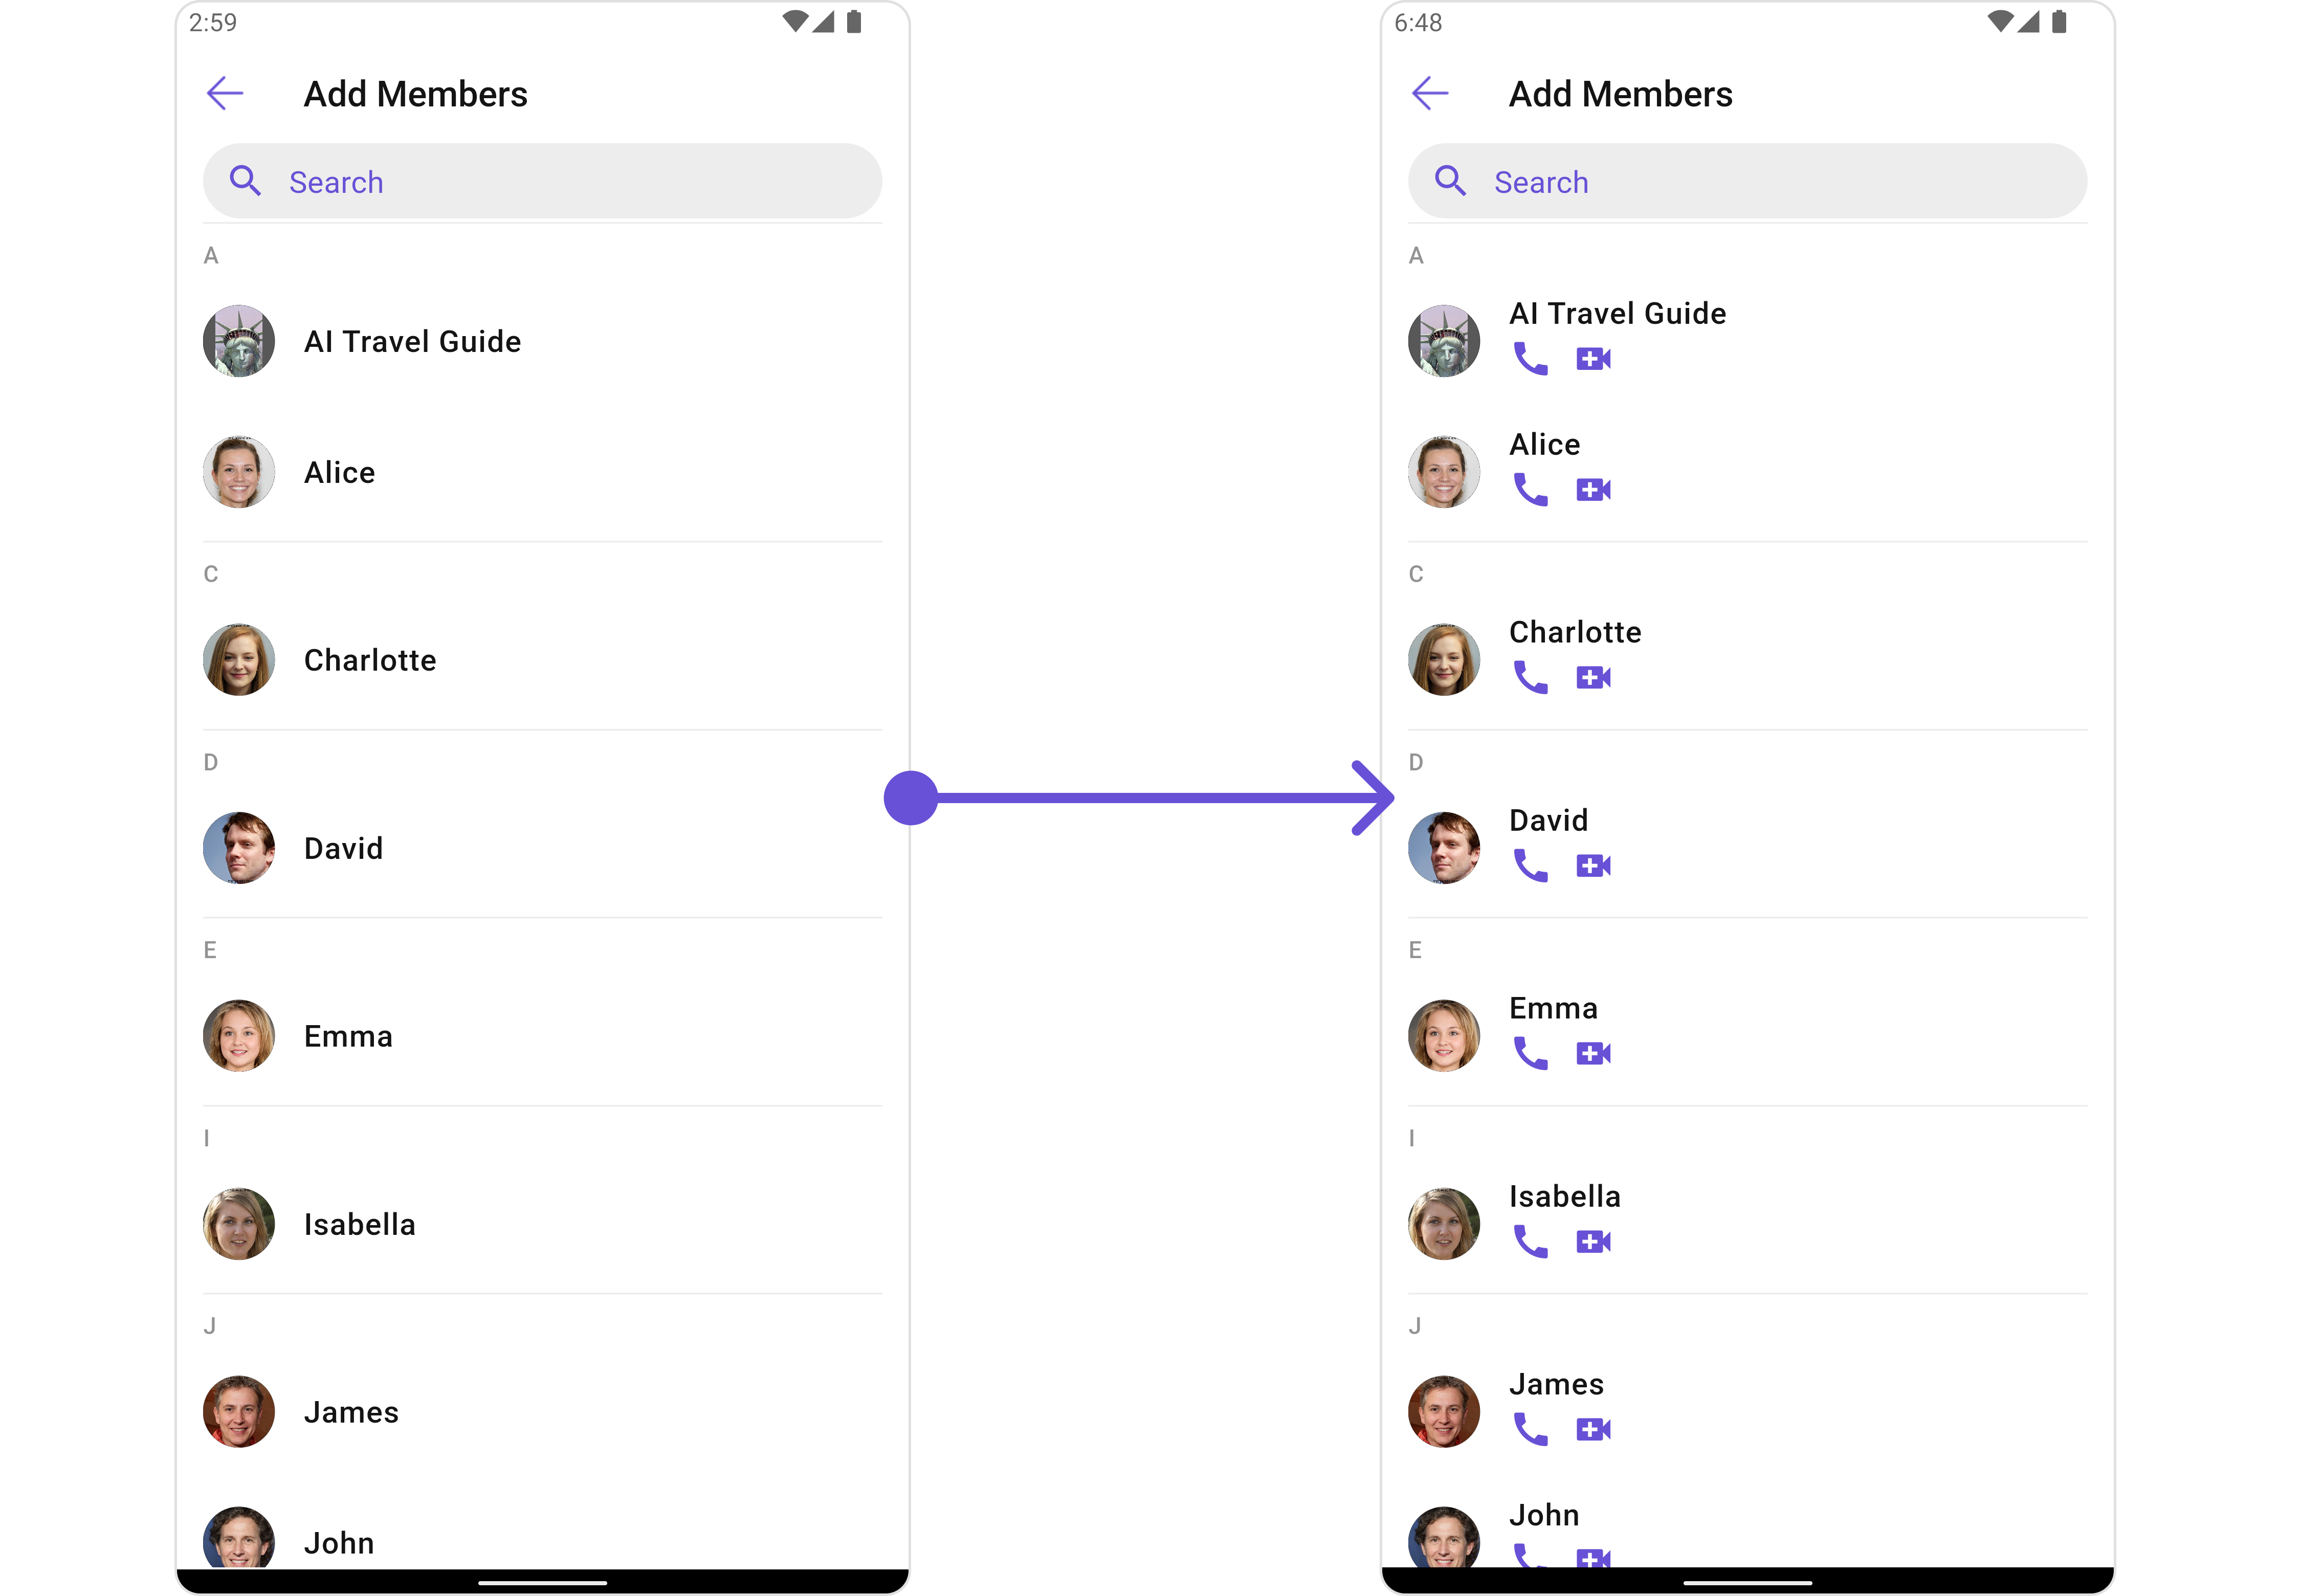 2:59
Add Members
Search
A
AI Travel Guide
Alice
C
Charlotte
D
David
E
Emma
I
Isabella
J
James
John
6:48
Add Members
Search
A
AI Travel Guide
Alice
C
Charlotte
D
David
E
Emma
I
Isabella
J
James
John